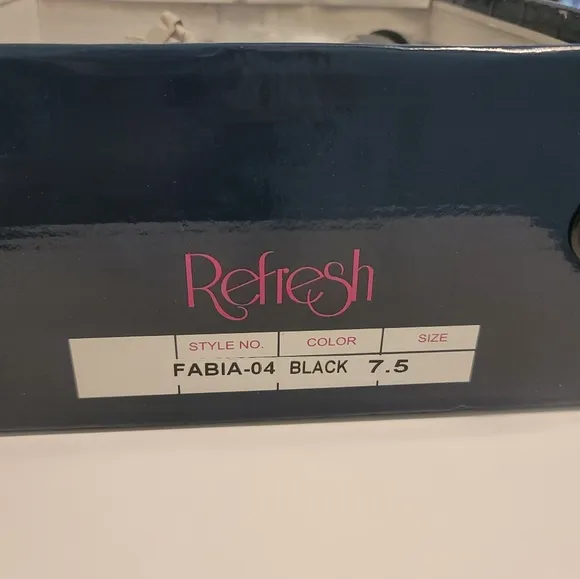 Refresh
STYLE NO. COLOR SIZE
FABIA-04 BLACK 7.5